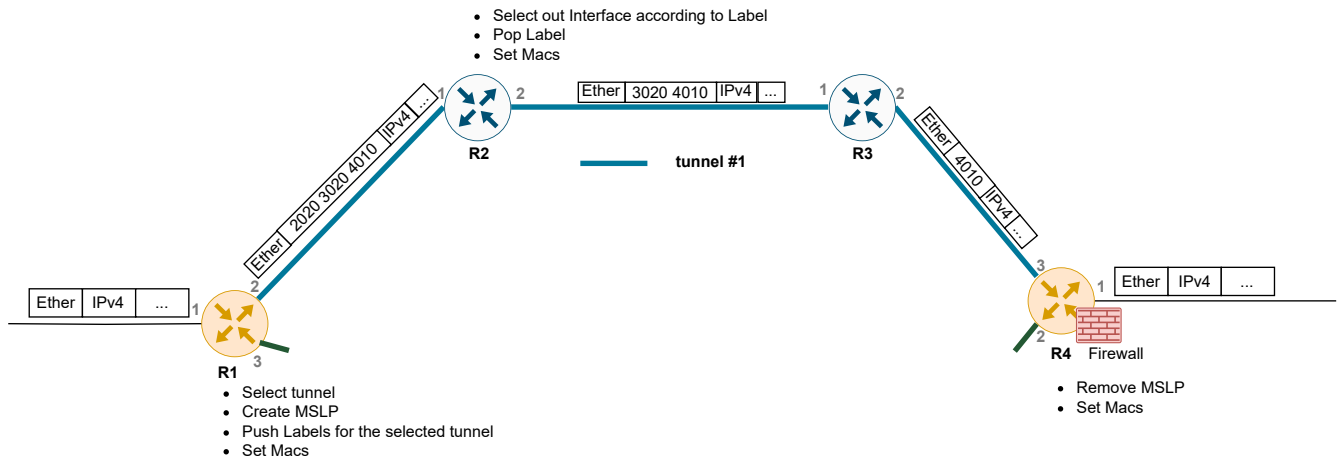 Select out Interface according to Label
Pop Label
Set Macs
Ether 2020 3020 4010 IPv4 ...
1
2
R2
Ether 3020 4010 IPv4 ...
1
2
R3
tunnel #1
Ether 4010 IPv4 ...
Ether IPv4 ...
1
2
3
R1
Select tunnel
Create MSLP
Push Labels for the selected tunnel
Set Macs
3
1
2
Ether IPv4 ...
R4
Firewall
Remove MSLP
Set Macs